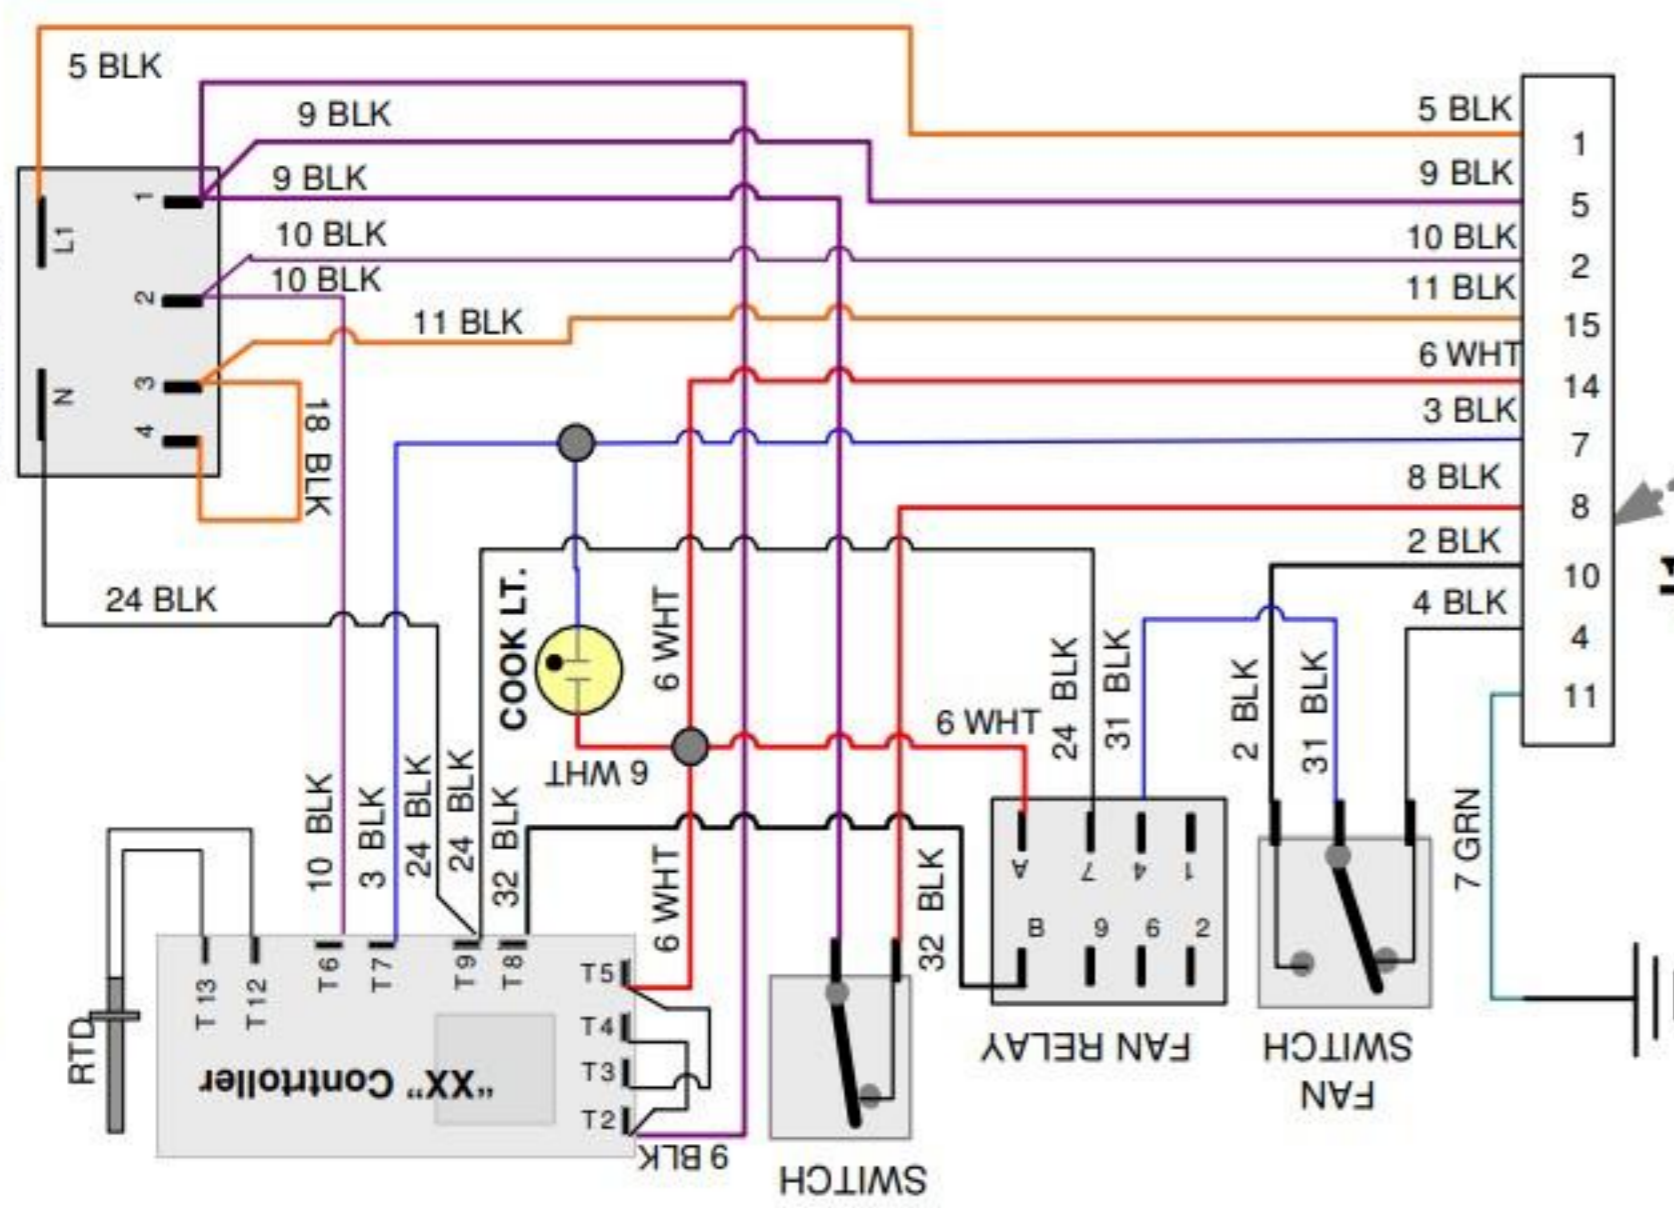 5 BLK
9 BLK
9 BLK
10 BLK
10 BLK
11 BLK
18 BLK
24 BLK
L1
N
1
2
3
4
5 BLK
1
9 BLK
5
10 BLK
2
11 BLK
15
6 WHT
14
3 BLK
7
8 BLK
8
2 BLK
10
4 BLK
4
11
7 GRN
COOK LT.
6 WHT
6 WHT
6 WHT
6 WHT
10 BLK
3 BLK
24 BLK
24 BLK
32 BLK
32 BLK
24 BLK
31 BLK
2 BLK
31 BLK
RTD
T13
T12
T6
T7
T9
T8
T5
T4
T3
T2
"XX" Contrtoller
9 BLK
SWITCH
A
7
4
1
B
9
6
2
FAN RELAY
FAN
SWITCH